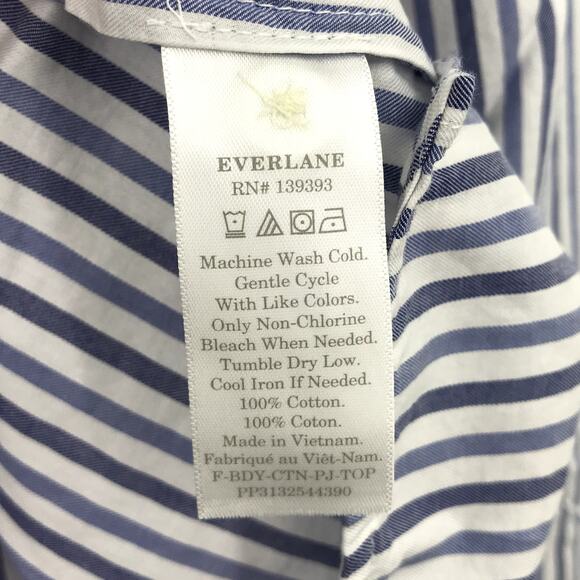 EVERLANE
RN# 139393
Machine Wash Cold.
Gentle Cycle
With Like Colors.
Only Non-Chlorine
Bleach When Needed.
Tumble Dry Low.
Cool Iron If Needed.
100% Cotton.
100% Coton.
Made in Vietnam.
Fabriqué au Viêt-Nam.
F-BDY-CTN-PJ-TOP
PP3132544390